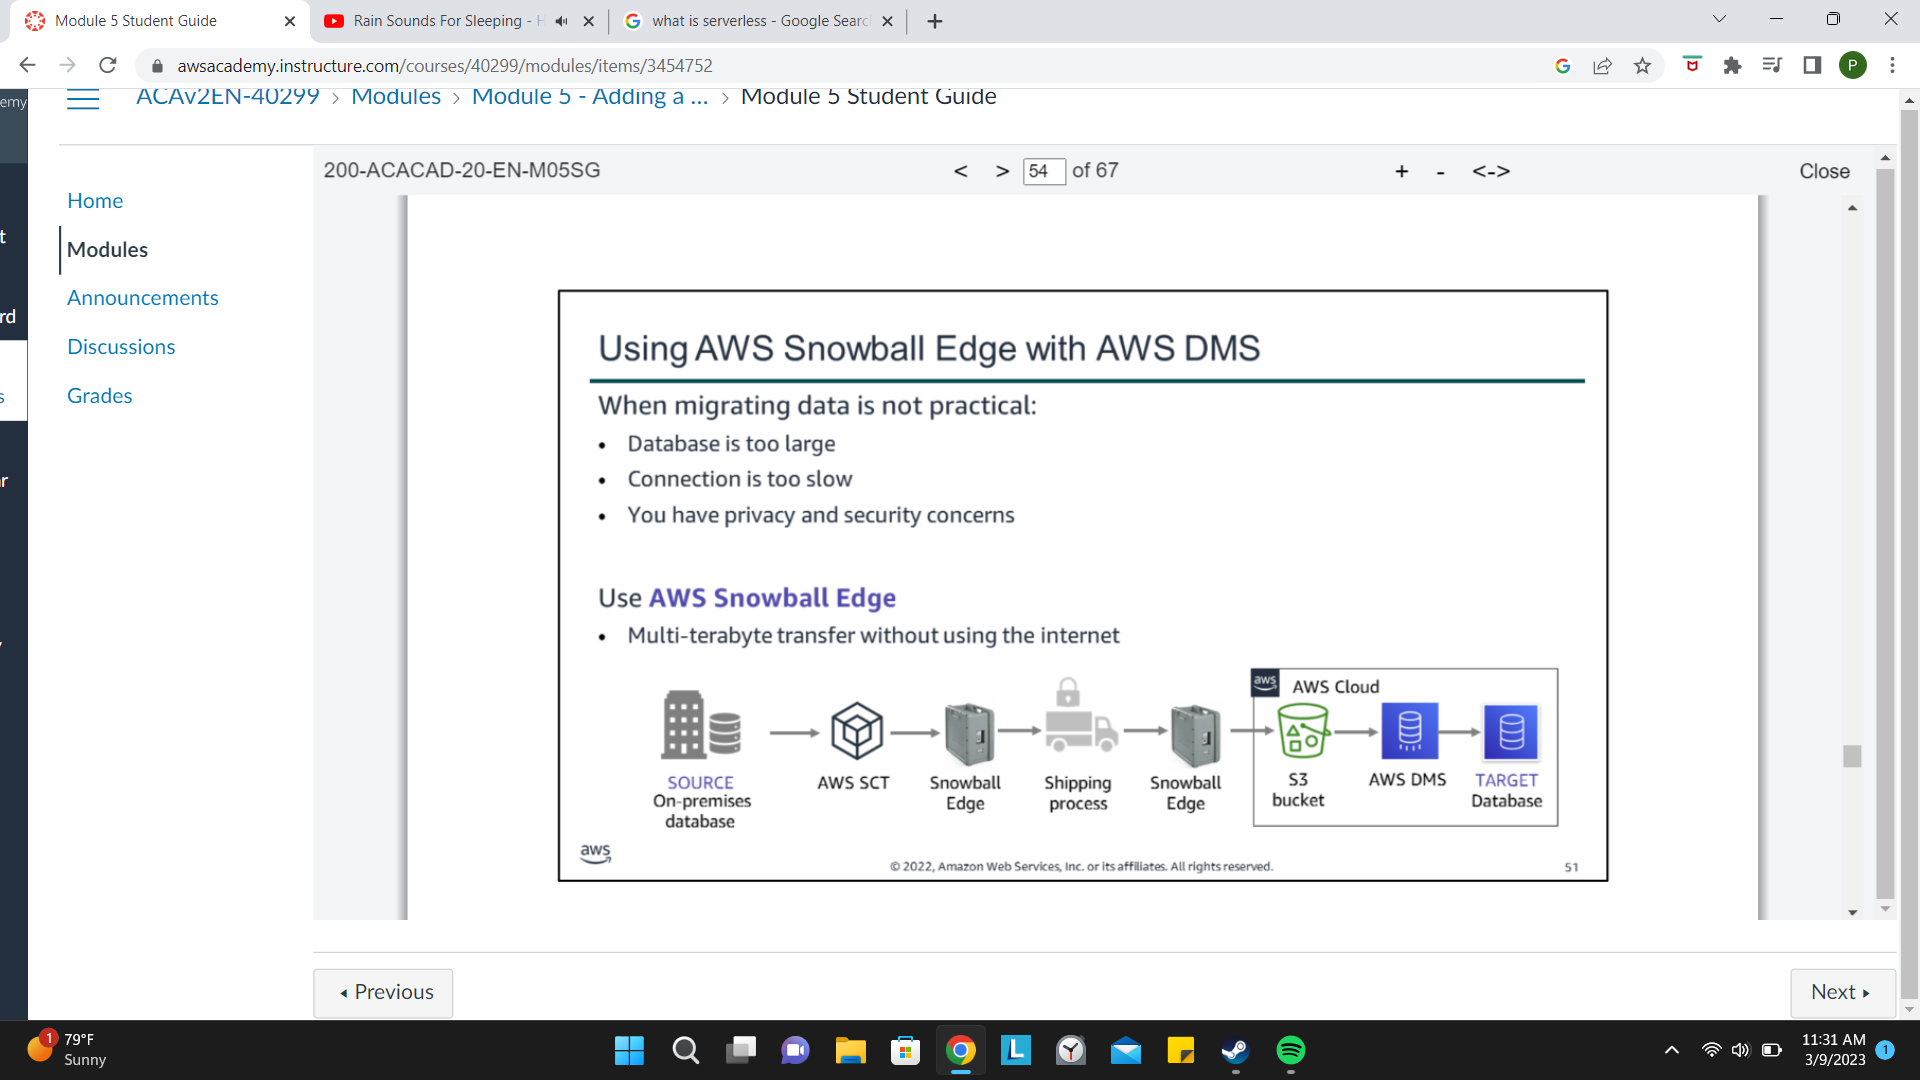 Module 5 Student Guide
Rain Sounds For Sleeping - H
what is serverless - Google Searc
awsacademy.instructure.com/courses/40299/modules/items/3454752
P
emy
ACAv2EN-40299 > Modules > Module 5 - Adding a ... > Module 5 Student Guide
200-ACACAD-20-EN-M05SG
< > 54 of 67
+ - <->
Close
Home
t
Modules
Announcements
rd
Discussions
s
Grades
r
Using AWS Snowball Edge with AWS DMS
When migrating data is not practical:
• Database is too large
• Connection is too slow
• You have privacy and security concerns
Use AWS Snowball Edge
• Multi-terabyte transfer without using the internet
aws
AWS Cloud
SOURCE
On-premises
database
AWS SCT
Snowball
Edge
Shipping
process
Snowball
Edge
S3
bucket
AWS DMS
TARGET
Database
aws
© 2022, Amazon Web Services, Inc. or its affiliates. All rights reserved.
51
Previous
Next
1
79°F
Sunny
L
11:31 AM
3/9/2023
1